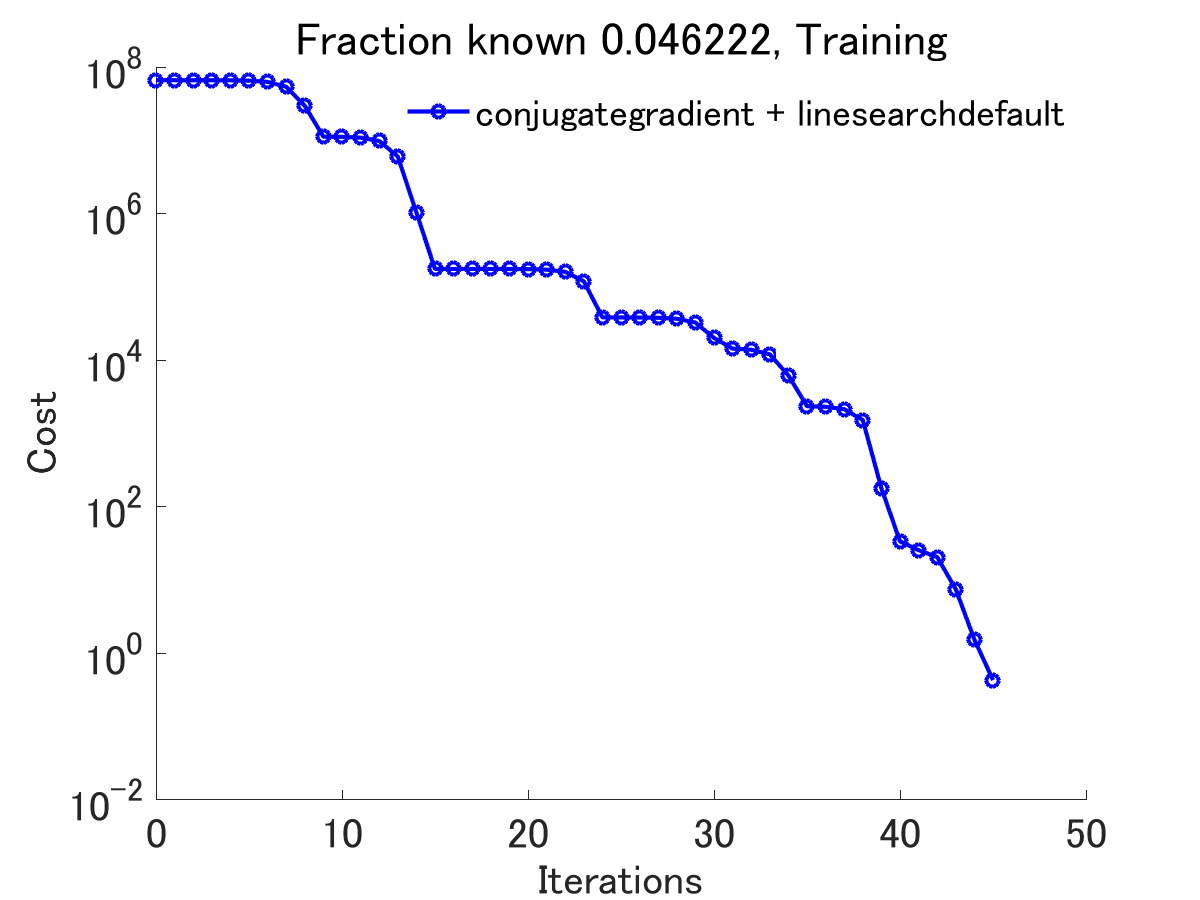 Fraction known 0.046222, Training
conjugategradient + linesearchdefault
Cost
10^8
10^6
10^4
10^2
10^0
10^-2
0 10 20 30 40 50
Iterations